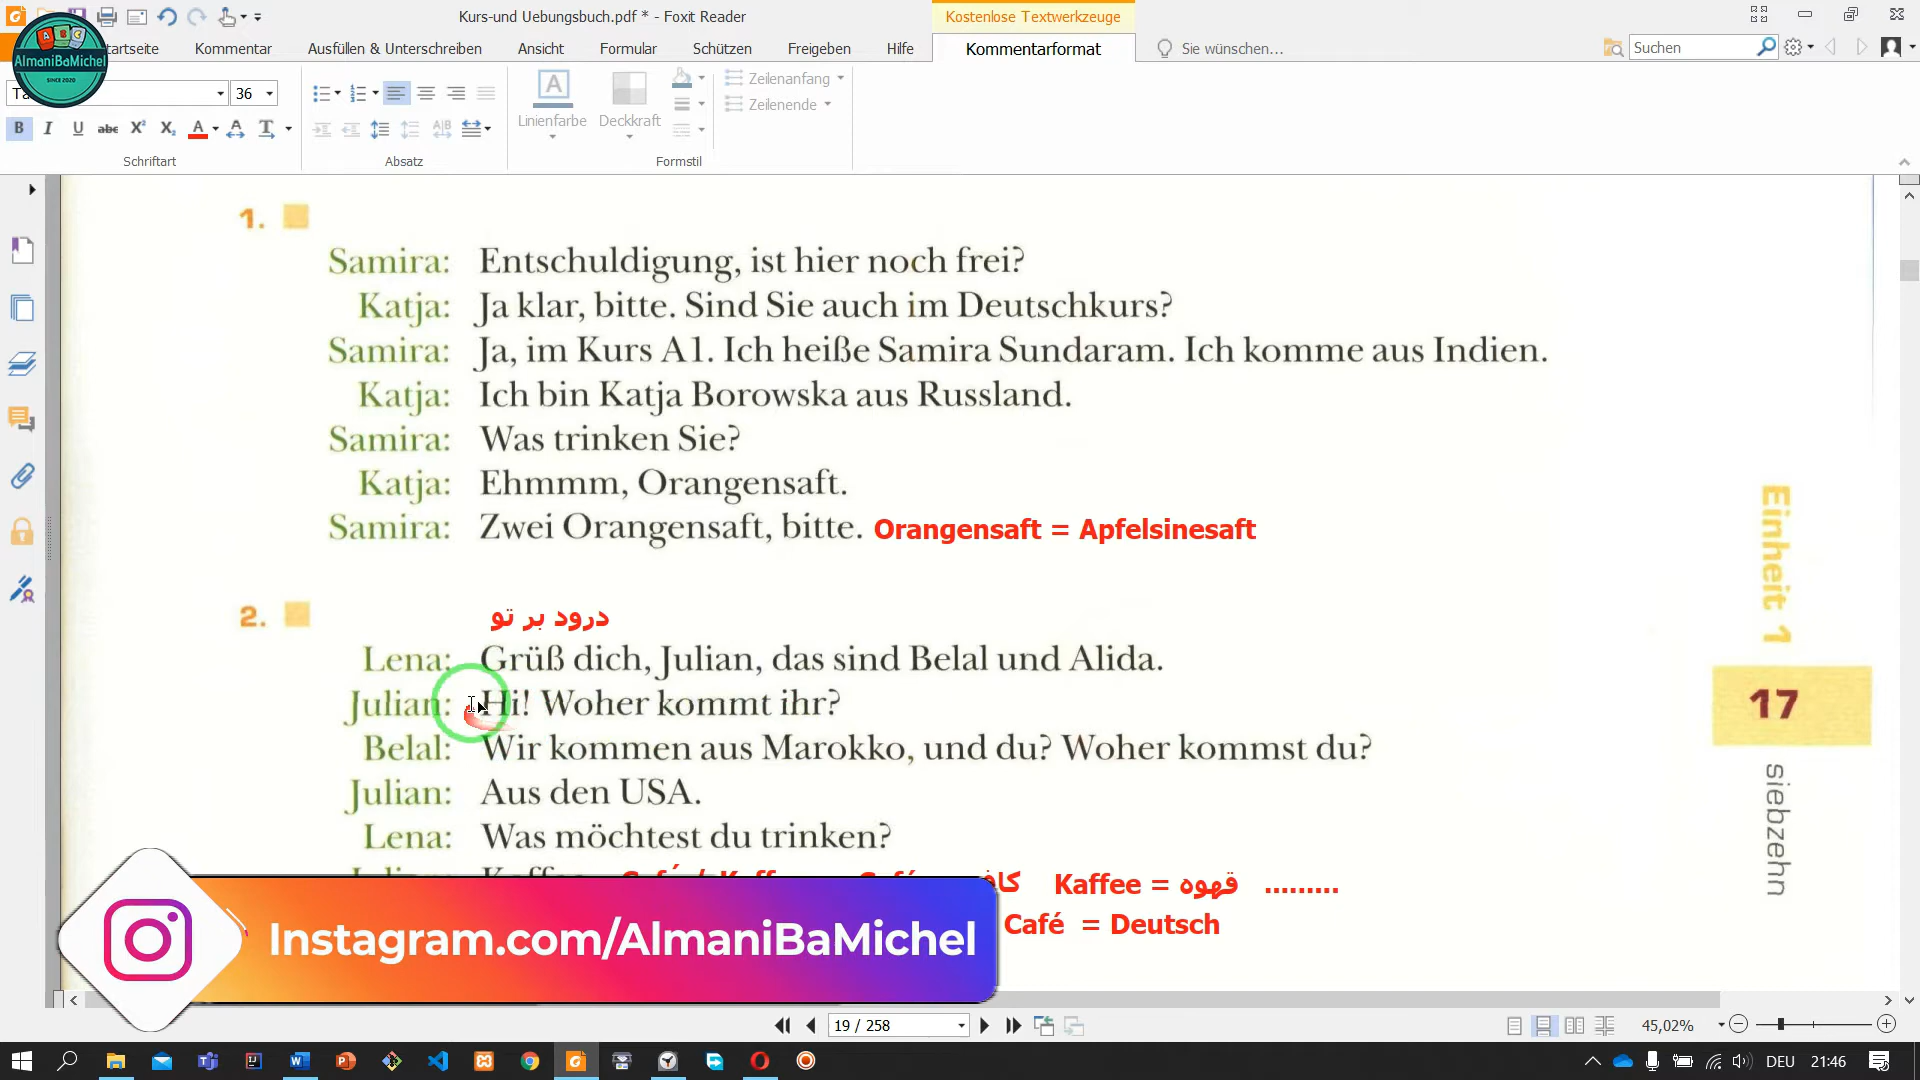 Kurs-und Uebungsbuch.pdf * - Foxit Reader
Kostenlose Textwerkzeuge
Kommentar
Ausfüllen & Unterschreiben
Ansicht
Formular
Schützen
Freigeben
Hilfe
Kommentarformat
Sie wünschen...
Suchen
AlmaniBaMichel
SINCE 2020
36
Linienfarbe
Deckkraft
Zeilenanfang
Zeilenende
Schriftart
Absatz
Formstil
1.
Samira: Entschuldigung, ist hier noch frei?
Katja: Ja klar, bitte. Sind Sie auch im Deutschkurs?
Samira: Ja, im Kurs A1. Ich heiße Samira Sundaram. Ich komme aus Indien.
Katja: Ich bin Katja Borowska aus Russland.
Samira: Was trinken Sie?
Katja: Ehmmm, Orangensaft.
Samira: Zwei Orangensaft, bitte. Orangensaft = Apfelsinesaft
2.
درود بر تو
Lena: Grüß dich, Julian, das sind Belal und Alida.
Julian: Hi! Woher kommt ihr?
Belal: Wir kommen aus Marokko, und du? Woher kommst du?
Julian: Aus den USA.
Lena: Was möchtest du trinken?
Kaffee = قهوه .........
Café = Deutsch
Einheit 1
17
siebzehn
Instagram.com/AlmaniBaMichel
19 / 258
45,02%
DEU
21:46